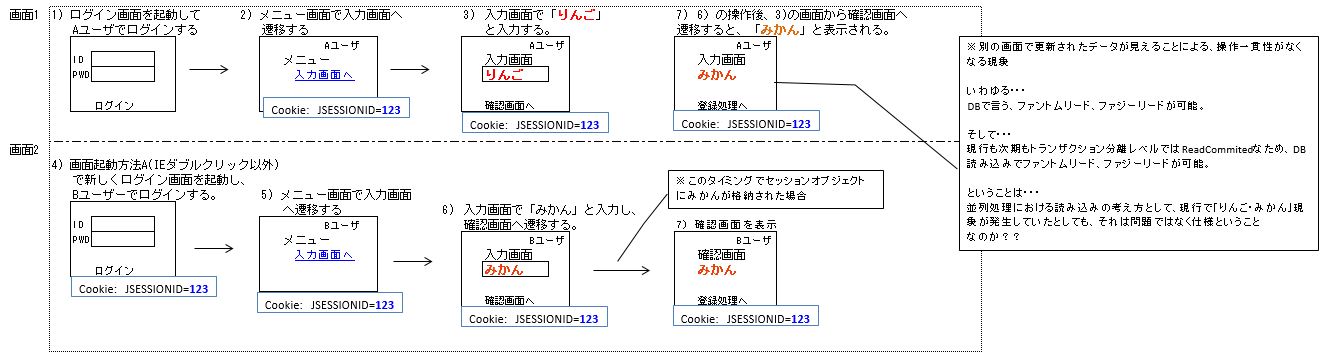 画面1
1) ログイン画面を起動して
Aユーザでログインする
ID
PWD
ログイン
2) メニュー画面で入力画面へ
遷移する
Aユーザ
メニュー
入力画面へ
Cookie: JSESSIONID=123
3) 入力画面で「りんご」
と入力する。
Aユーザ
入力画面
りんご
確認画面へ
Cookie: JSESSIONID=123
7) 6) の操作後、3)の画面から確認画面へ
遷移すると、「みかん」と表示される。
Aユーザ
入力画面
みかん
登録処理へ
Cookie: JSESSIONID=123
※別の画面で更新されたデータが見えることによる、操作一貫性がなく
なる現象
いわゆる・・・
DBで言う、ファントムリード、ファジーリードが可能。
そして・・・
現行も次期もトランザクション分離レベルではReadCommitedなため、DB
読み込みでファントムリード、ファジーリードが可能。
ということは・・・
並列処理における読み込みの考え方として、現行で「りんご・みかん」現
象が発生していたとしても、それは問題ではなく仕様ということ
なのか？？
画面2
4) 画面起動方法A(IEダブルクリック以外)
で新しくログイン画面を起動し、
Bユーザーでログインする。
ID
PWD
ログイン
Cookie: JSESSIONID=123
5) メニュー画面で入力画面
へ遷移する
Bユーザ
メニュー
入力画面へ
Cookie: JSESSIONID=123
6) 入力画面で「みかん」と入力し、
確認画面へ遷移する。
Bユーザ
入力画面
みかん
確認画面へ
Cookie: JSESSIONID=123
※このタイミングでセッションオブジェクト
にみかんが格納された場合
7) 確認画面を表示
Bユーザ
確認画面
みかん
登録処理へ
Cookie: JSESSIONID=123